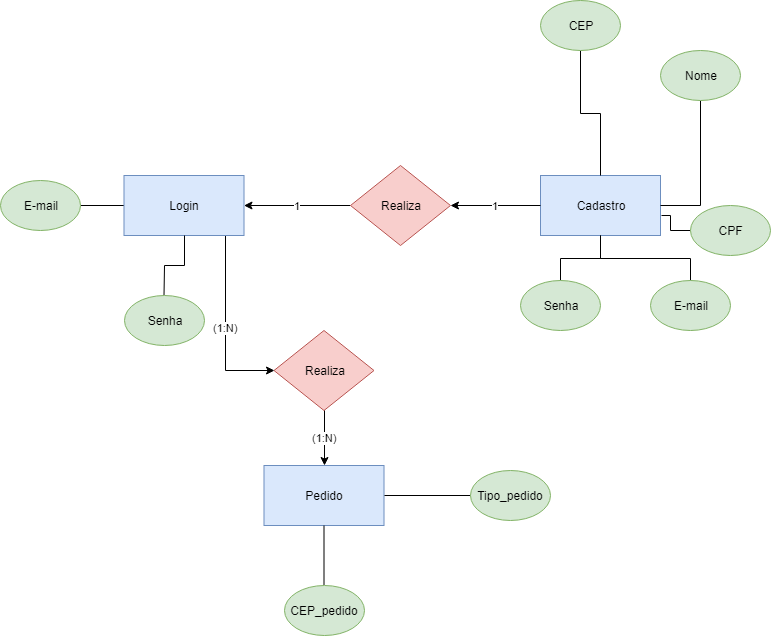 CEP
Nome
E-mail
Login
1
Realiza
1
Cadastro
CPF
Senha
Senha
E-mail
(1:N)
Realiza
(1:N)
Pedido
Tipo_pedido
CEP_pedido